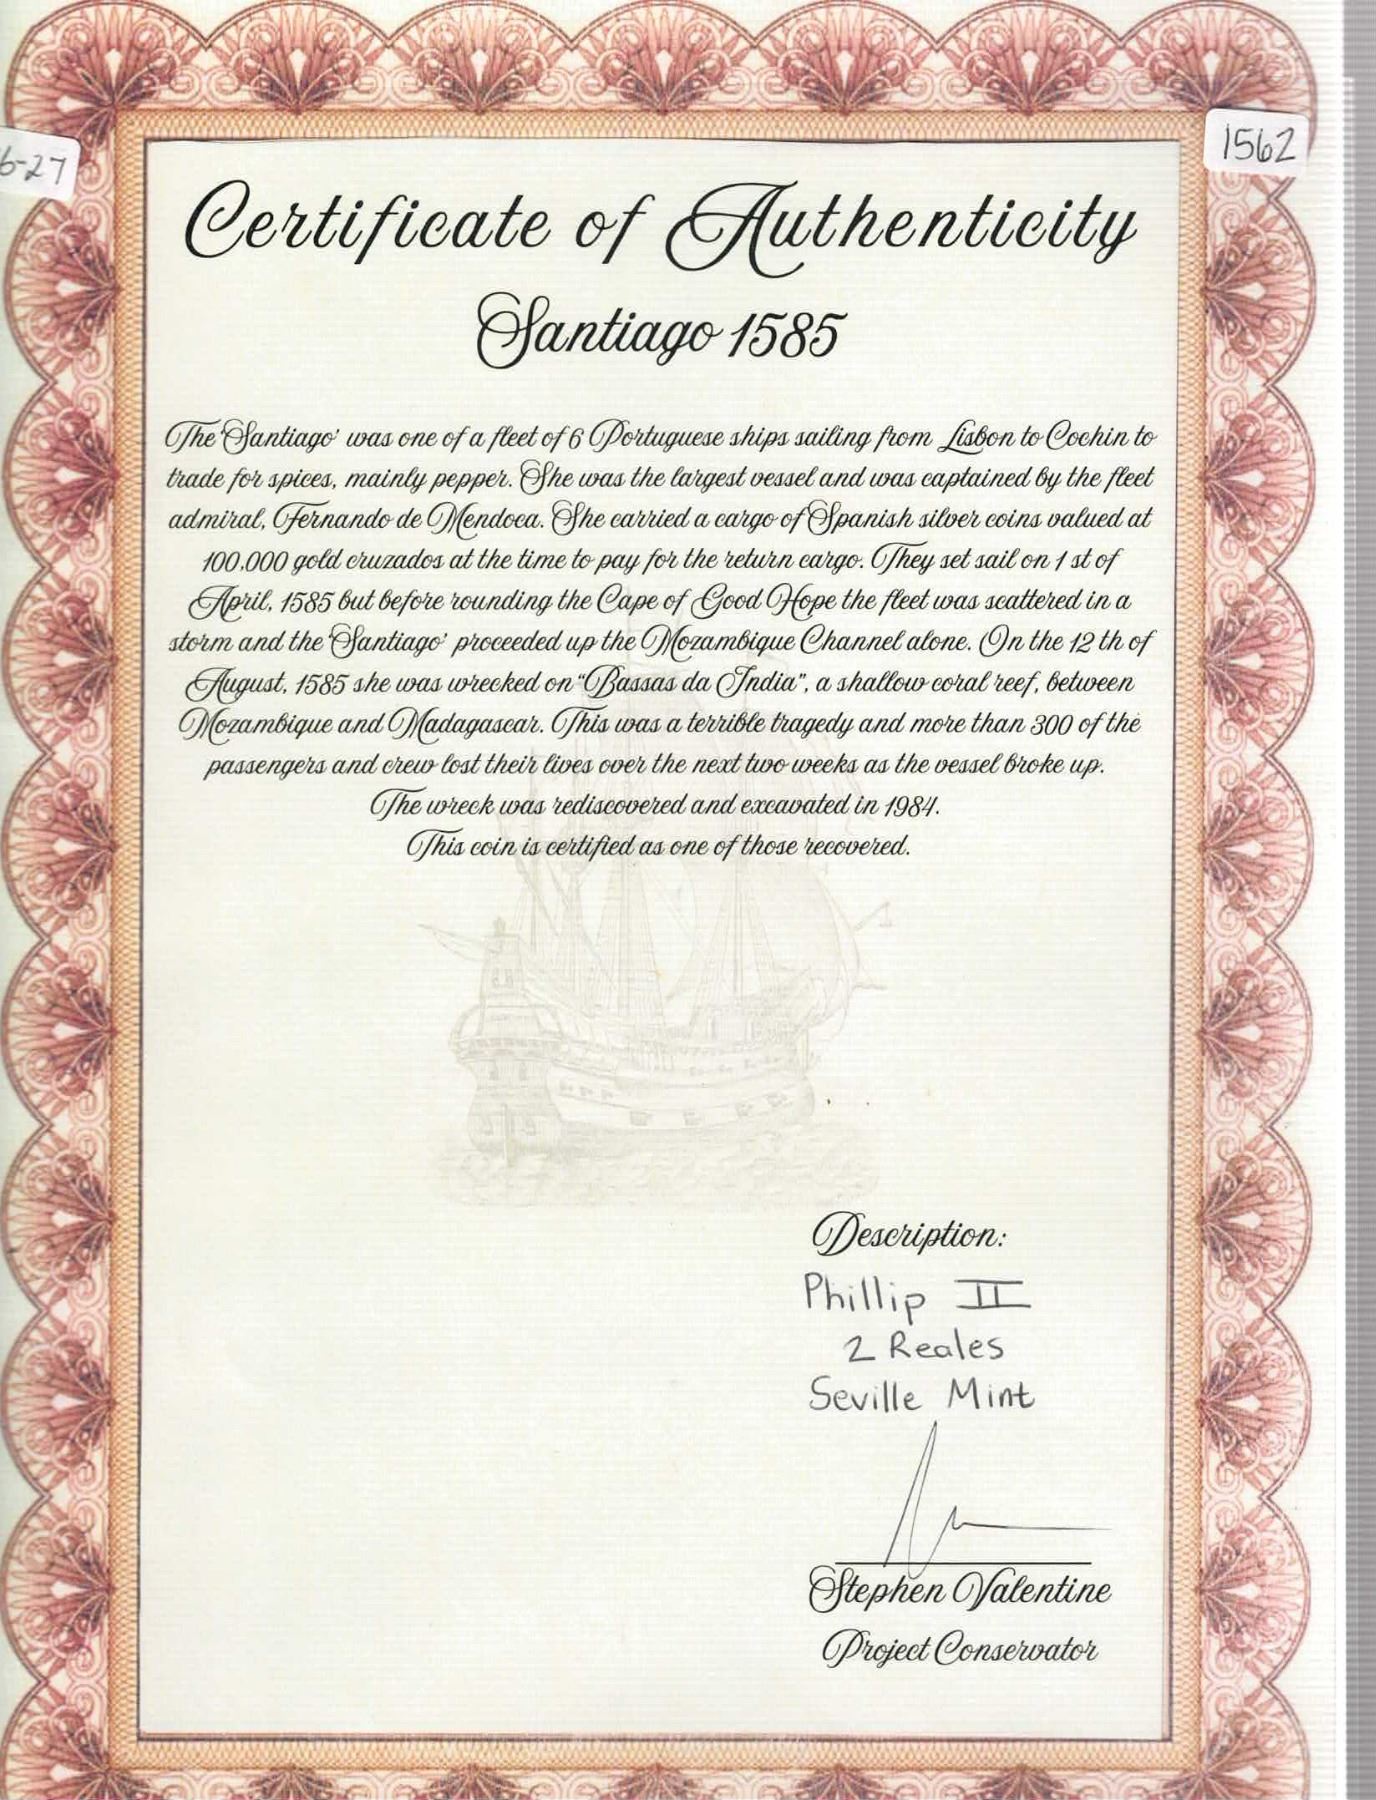 6-27
1562
Certificate of Authenticity
Santiago 1585
The 'Santiago' was one of a fleet of 6 Portuguese ships sailing from Lisbon to Cochin to
trade for spices, mainly pepper. She was the largest vessel and was captained by the fleet
admiral, Fernando de Mendoca. She carried a cargo of Spanish silver coins valued at
100,000 gold cruzados at the time to pay for the return cargo. They set sail on 1 st of
April, 1585 but before rounding the Cape of Good Hope the fleet was scattered in a
storm and the 'Santiago' proceeded up the Mozambique Channel alone. On the 12 th of
August, 1585 she was wrecked on "Bassas da India", a shallow coral reef, between
Mozambique and Madagascar. This was a terrible tragedy and more than 300 of the
passengers and crew lost their lives over the next two weeks as the vessel broke up.
The wreck was rediscovered and excavated in 1984.
This coin is certified as one of those recovered.
Description:
Phillip II
2 Reales
Seville Mint
Stephen Valentine
Project Conservator